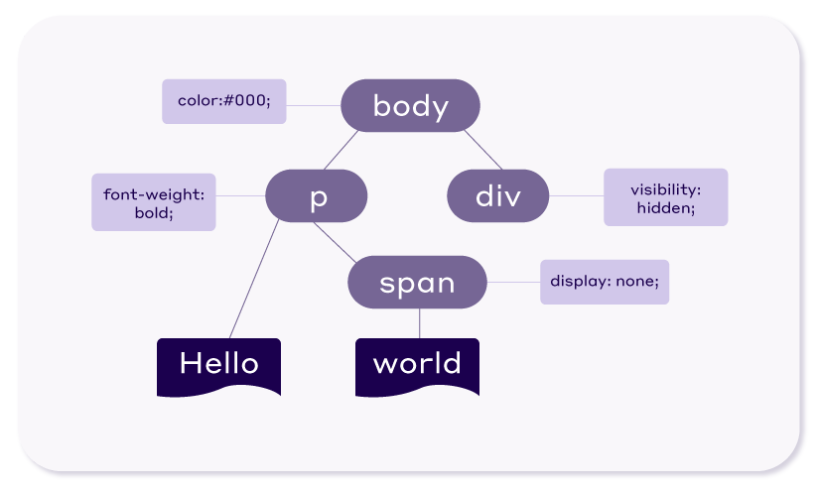 color:#000;
body
font-weight:
bold;
p
div
visibility:
hidden;
span
display: none;
Hello
world